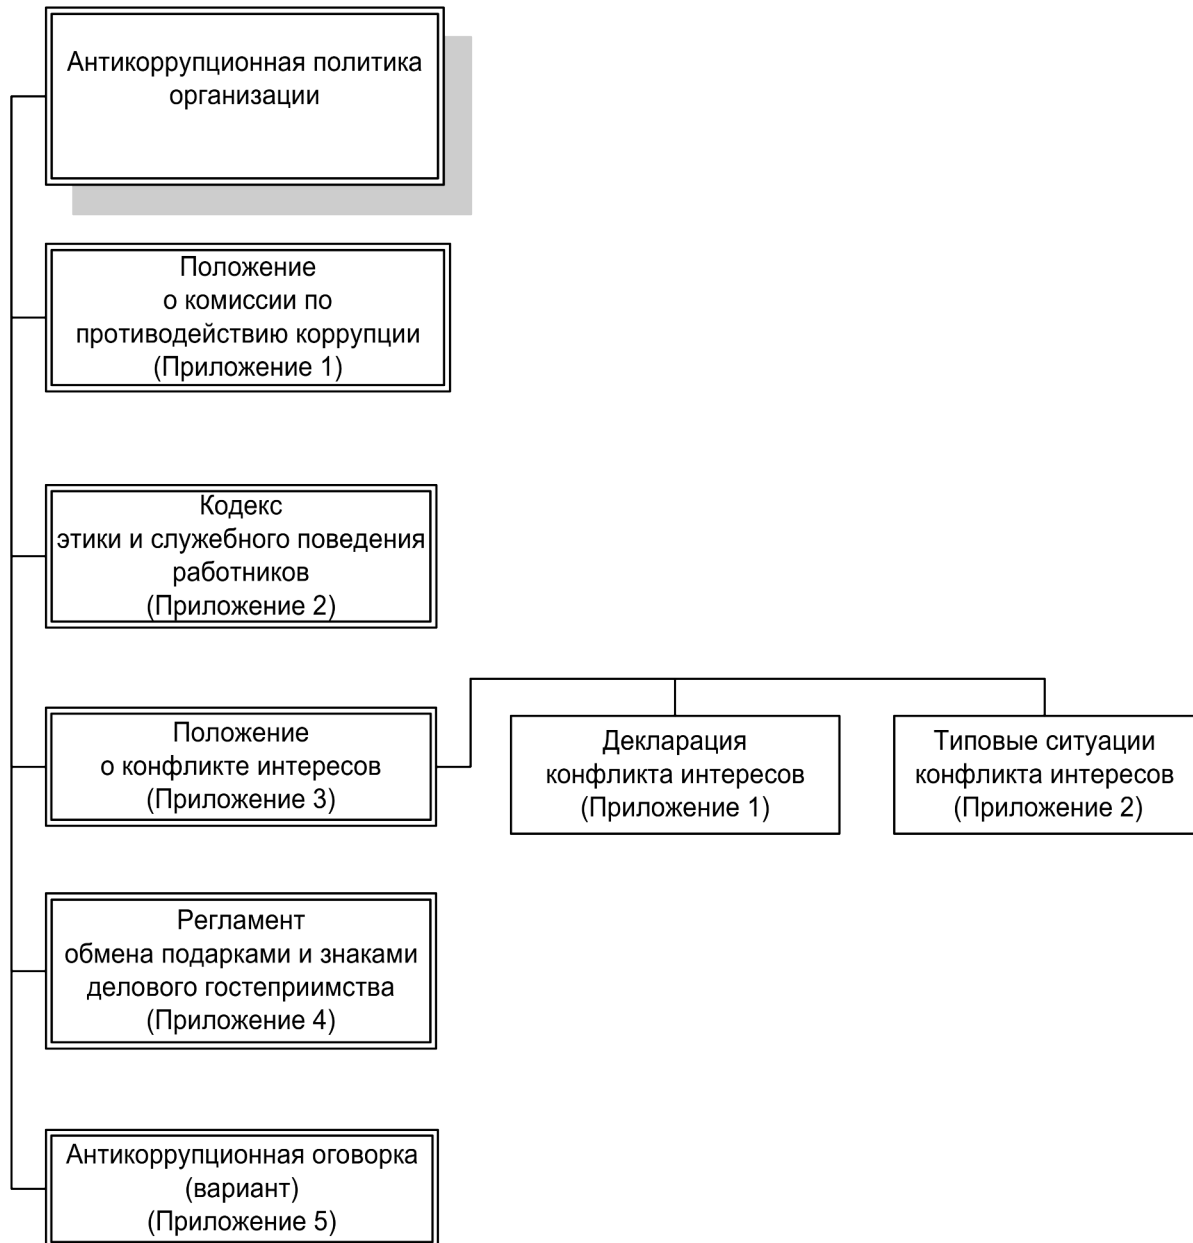 Антикоррупционная политика
организации
Положение
о комиссии по
противодействию коррупции
(Приложение 1)
Кодекс
этики и служебного поведения
работников
(Приложение 2)
Положение
о конфликте интересов
(Приложение 3)
Декларация
конфликта интересов
(Приложение 1)
Типовые ситуации
конфликта интересов
(Приложение 2)
Регламент
обмена подарками и знаками
делового гостеприимства
(Приложение 4)
Антикоррупционная оговорка
(вариант)
(Приложение 5)